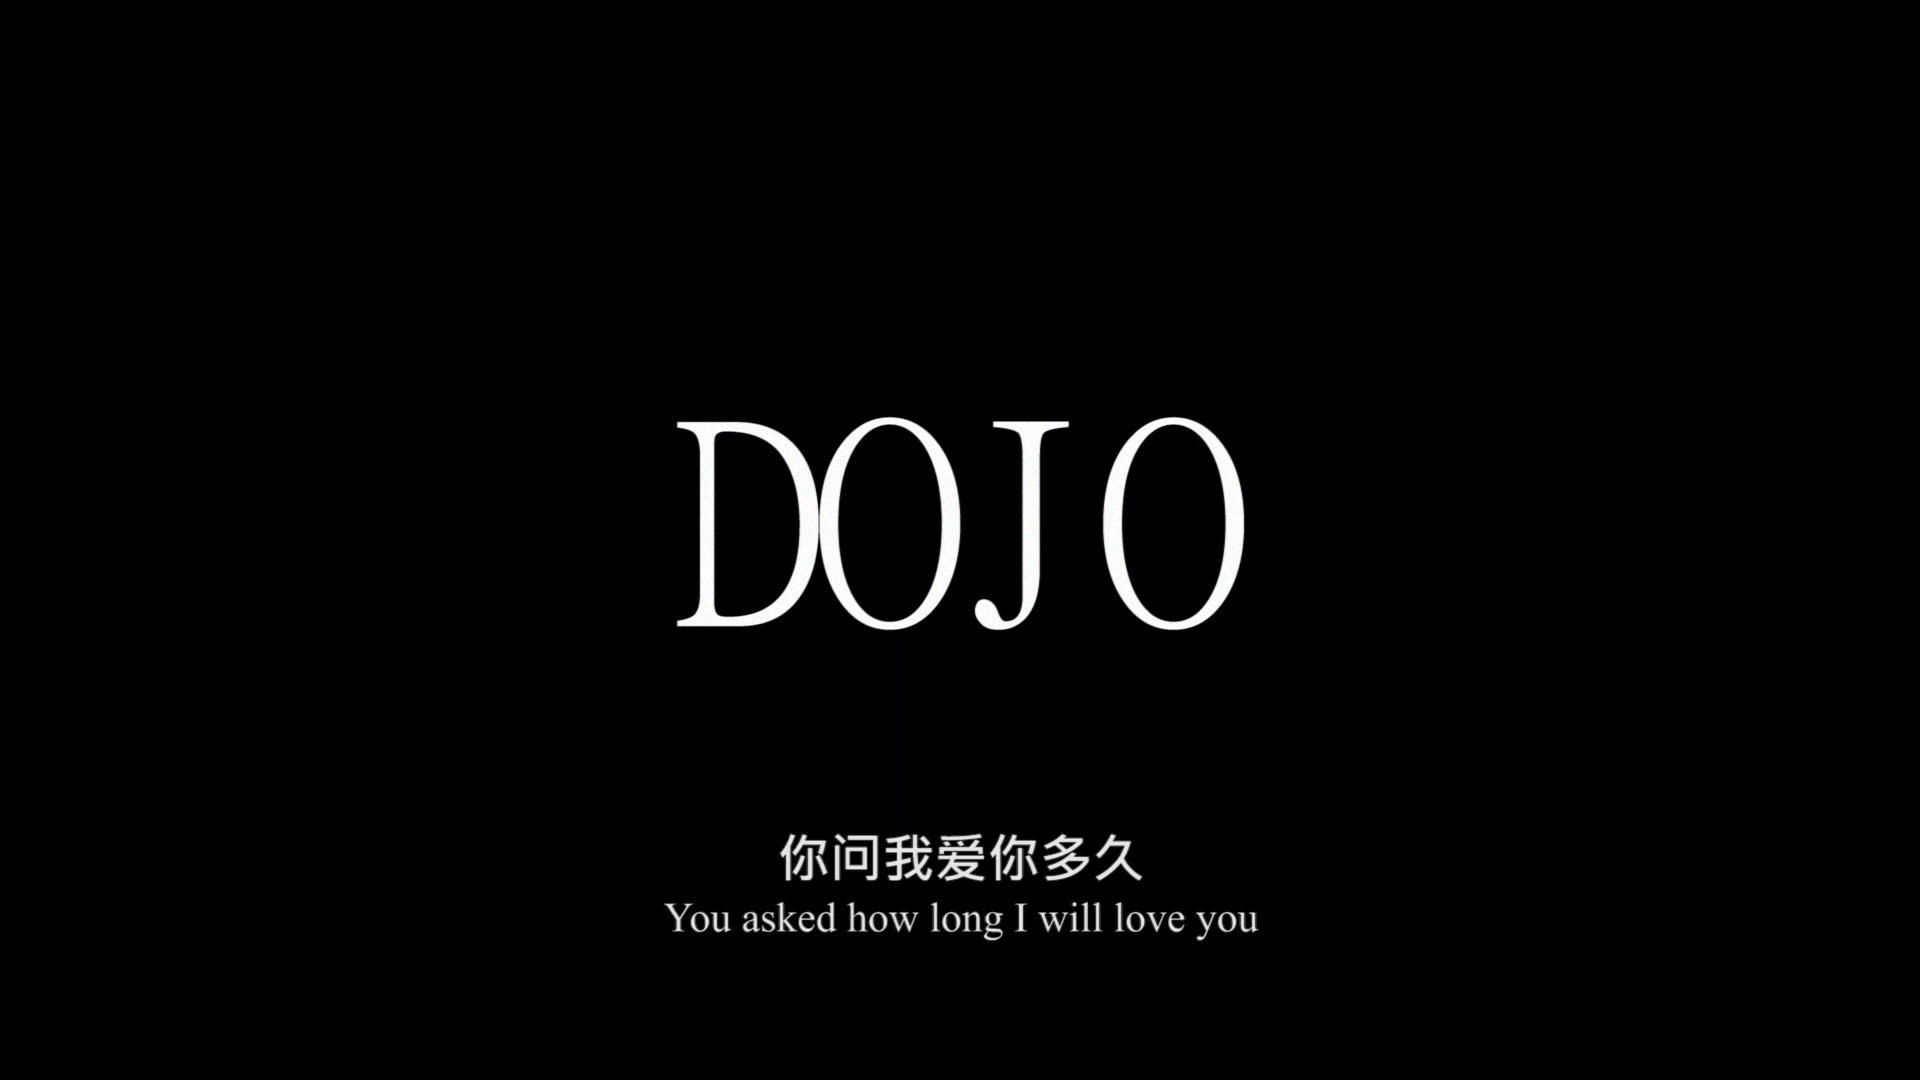 DOJO
你问我爱你多久
You asked how long I will love you